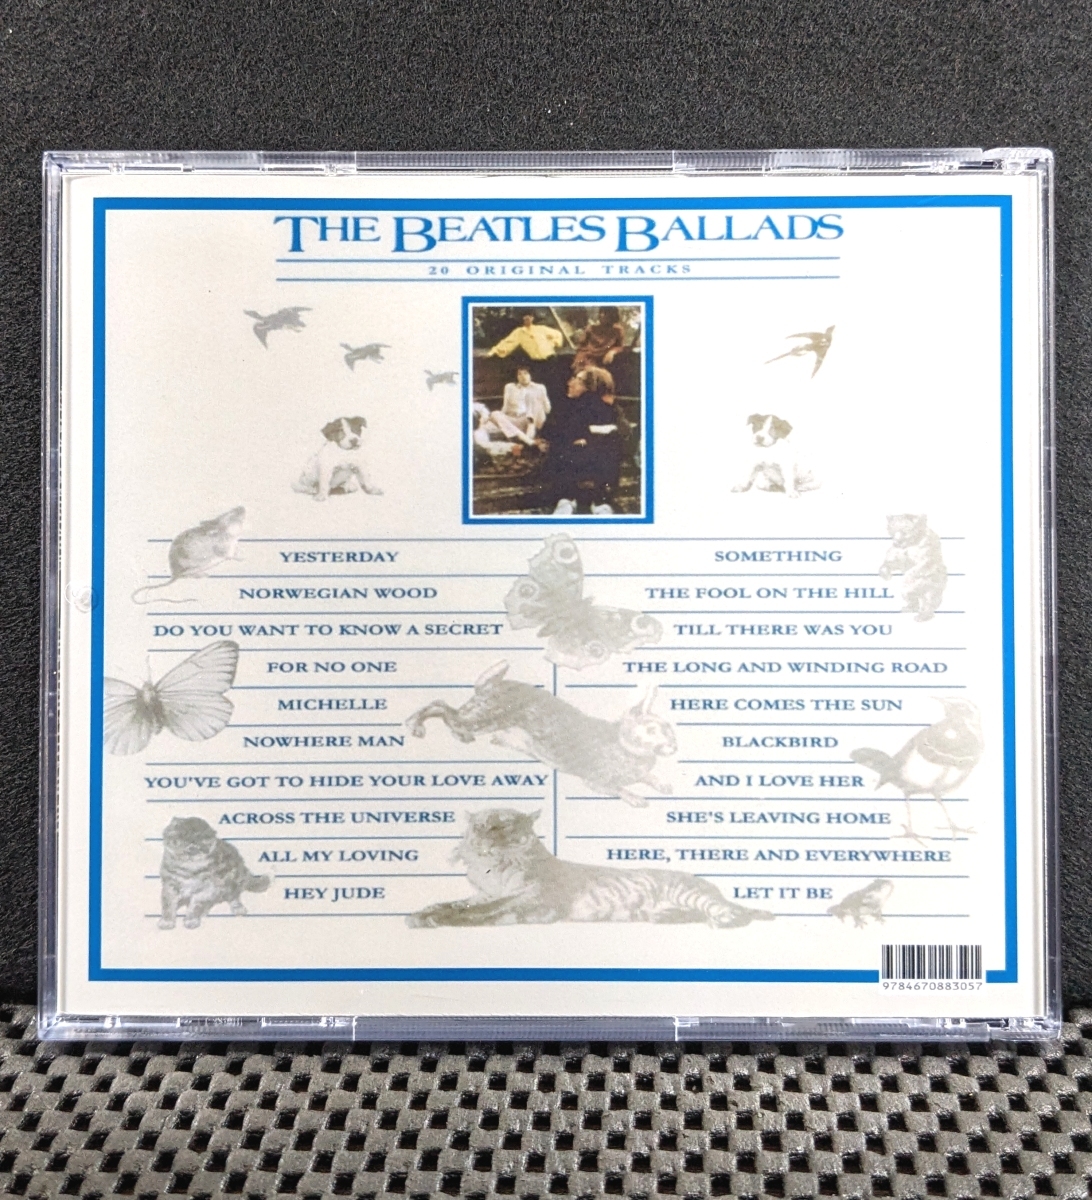 THE BEATLES BALLADS
20 ORIGINAL TRACKS
YESTERDAY
NORWEGIAN WOOD
DO YOU WANT TO KNOW A SECRET
FOR NO ONE
MICHELLE
NOWHERE MAN
YOU'VE GOT TO HIDE YOUR LOVE AWAY
ACROSS THE UNIVERSE
ALL MY LOVING
HEY JUDE
SOMETHING
THE FOOL ON THE HILL
TILL THERE WAS YOU
THE LONG AND WINDING ROAD
HERE COMES THE SUN
BLACKBIRD
AND I LOVE HER
SHE'S LEAVING HOME
HERE, THERE AND EVERYWHERE
LET IT BE
9784670883057